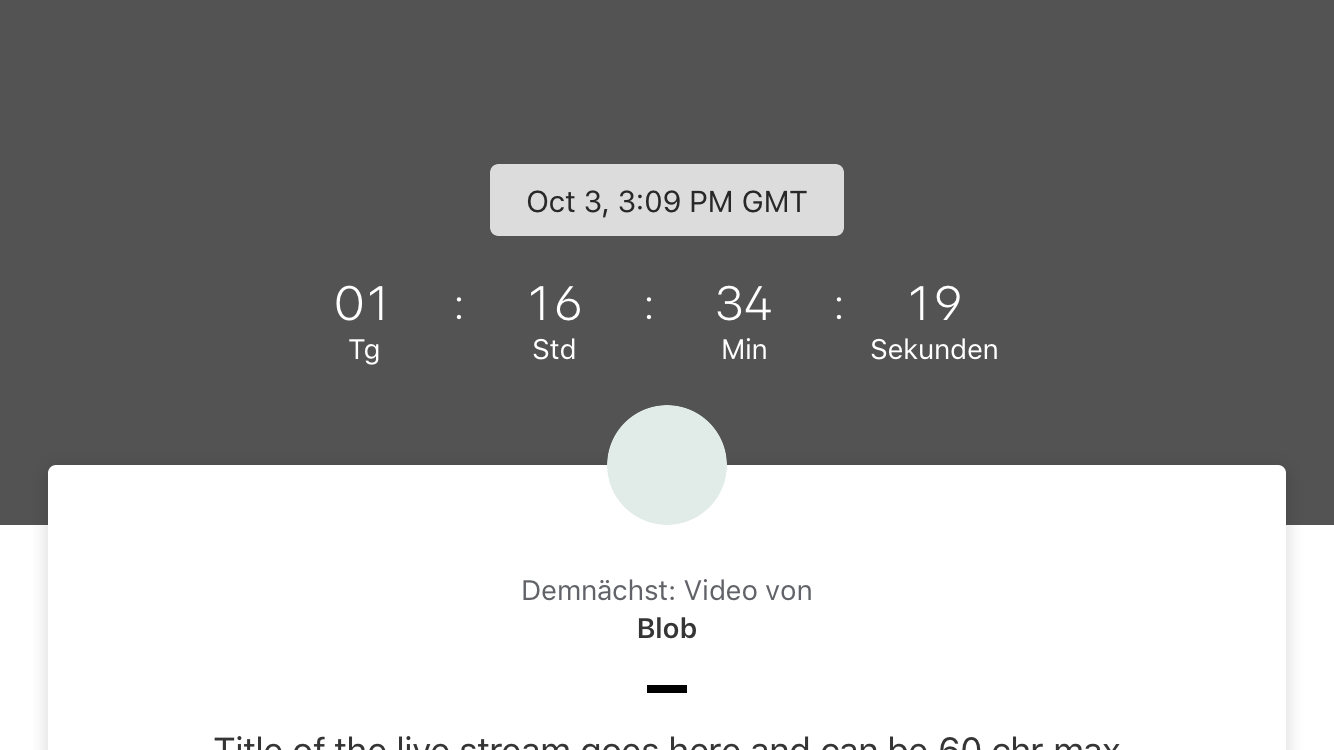 Oct 3, 3:09 PM GMT
01 : 16 : 34 : 19
Tg Std Min Sekunden
Demnächst: Video von
Blob
Title of the live stream goes here and can be 60 chr max